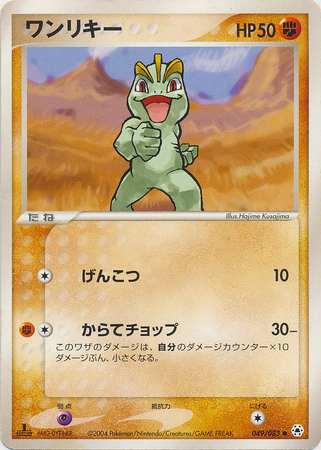 ワンリキー HP50
Illus.Hajime Kusajima
たね
げんこつ 10
からてチョップ 30−
このワザのダメージは、自分のダメージカウンター×10
ダメージぶん、小さくなる。
弱点 抵抗力 にげる
1
©2004 Pokémon/Nintendo/Creatures/GAME FREAK. 049/083 ●